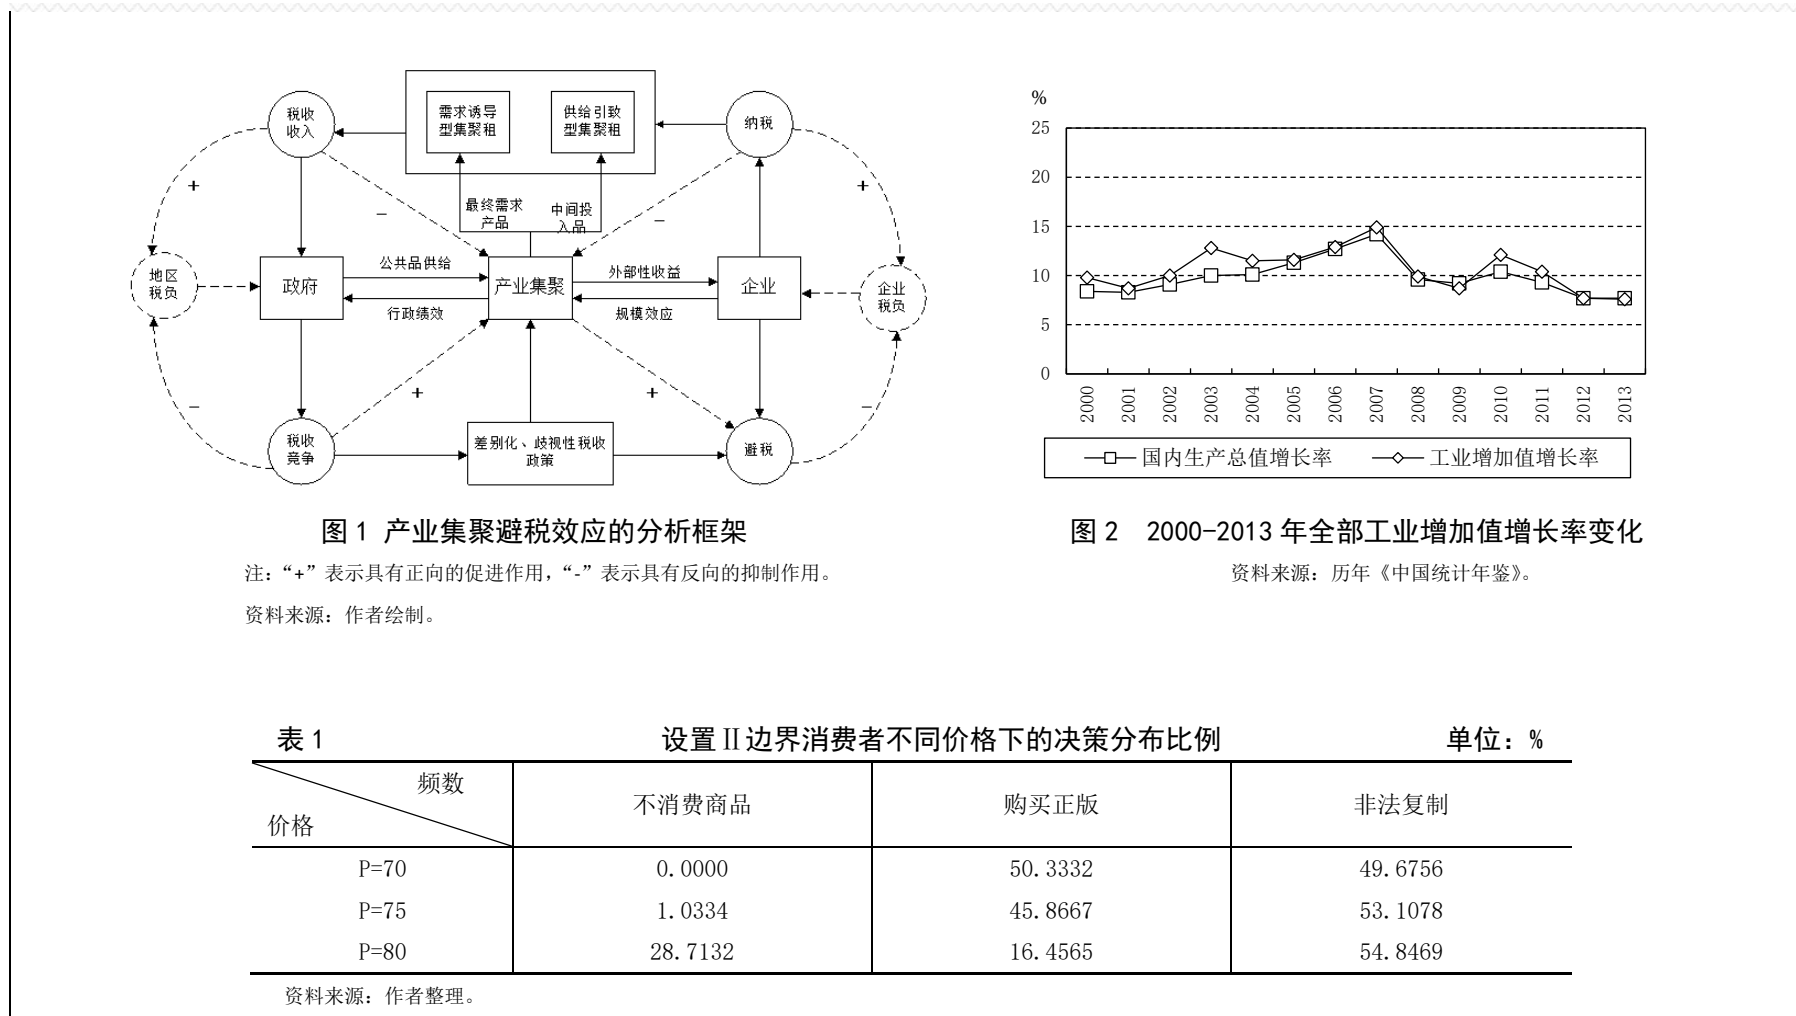 税收
收入
需求诱导
型集聚租
供给引致
型集聚租
纳税
+
-
最终需求
产品
中间投
入品
-
+
地区
税负
政府
公共品供给
行政绩效
产业集聚
外部性收益
规模效应
企业
企业
税负
-
+
+
-
税收
竞争
差别化、歧视性税收
政策
避税
图 1 产业集聚避税效应的分析框架
注：“+”表示具有正向的促进作用，“-”表示具有反向的抑制作用。
资料来源：作者绘制。
%
25
20
15
10
5
0
2000 2001 2002 2003 2004 2005 2006 2007 2008 2009 2010 2011 2012 2013
国内生产总值增长率 工业增加值增长率
图 2 2000-2013 年全部工业增加值增长率变化
资料来源：历年《中国统计年鉴》。
表 1 设置Ⅱ边界消费者不同价格下的决策分布比例 单位：%
频数
价格
不消费商品 购买正版 非法复制
P=70 0.0000 50.3332 49.6756
P=75 1.0334 45.8667 53.1078
P=80 28.7132 16.4565 54.8469
资料来源：作者整理。